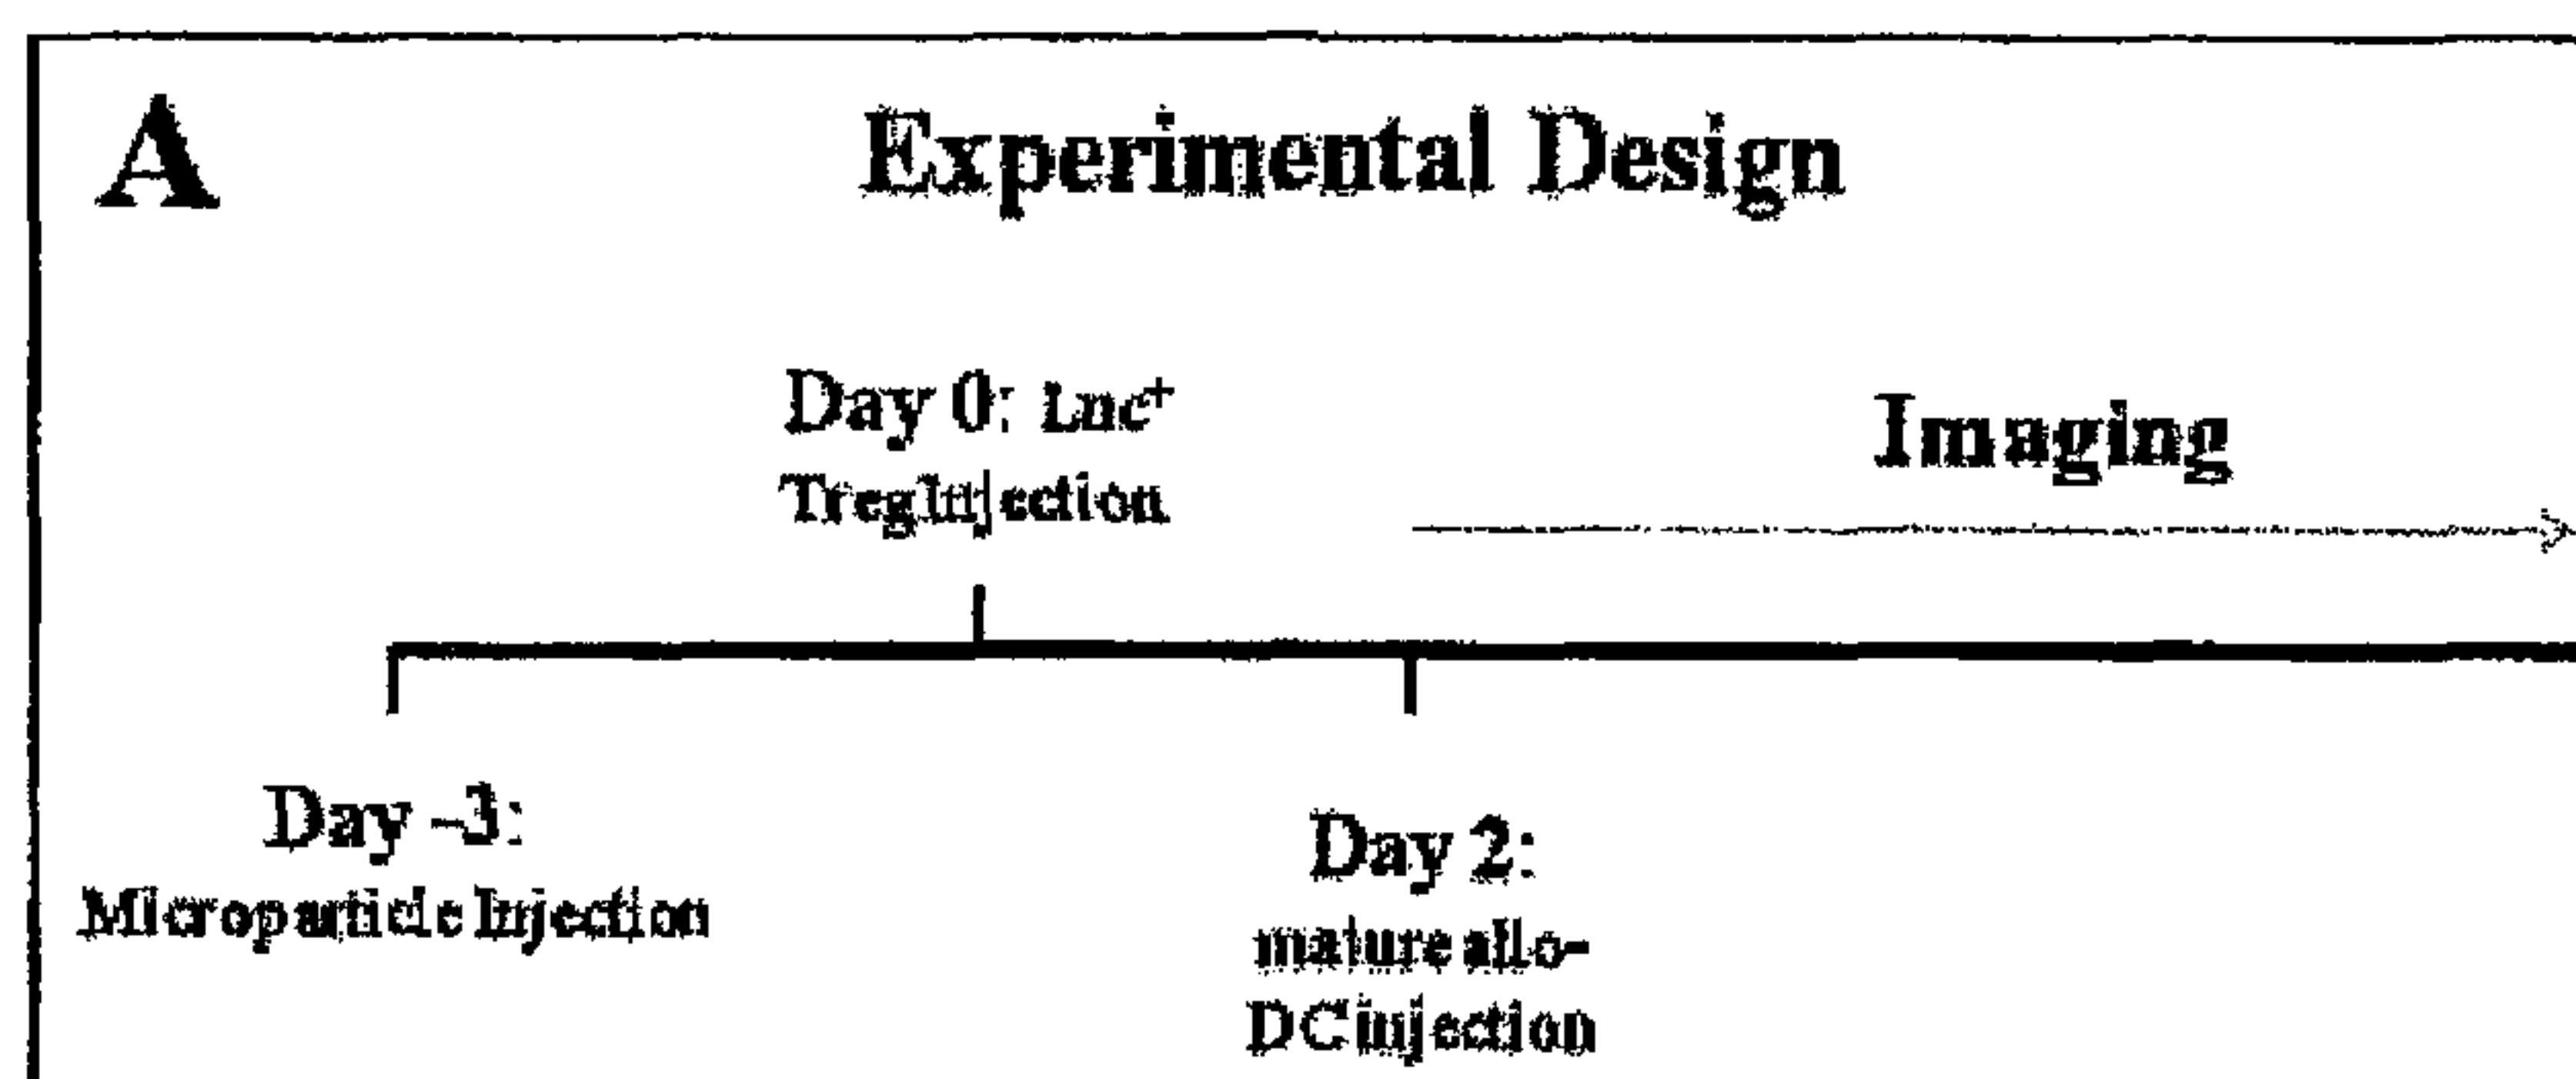 A
Experimental Design
Day 0: Luc⁺
Treg Injection
Imaging
Day -3:
Microparticle Injection
Day 2:
mature allo-
DC injection